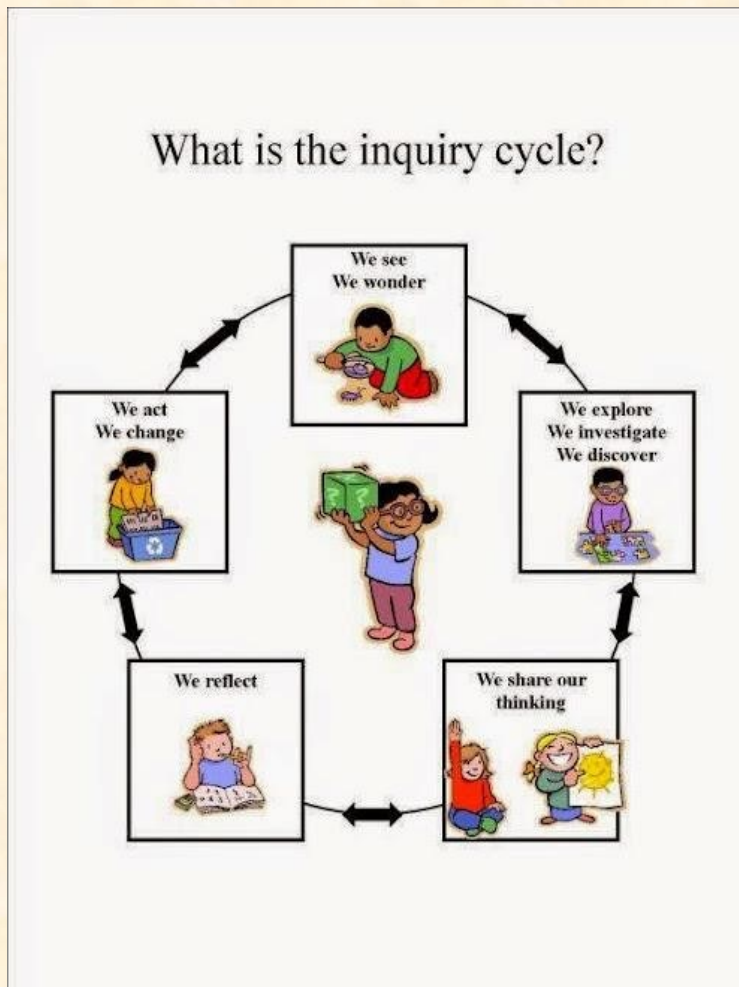 What is the inquiry cycle?
We see
We wonder
We explore
We investigate
We discover
We share our
thinking
We reflect
We act
We change
? ?